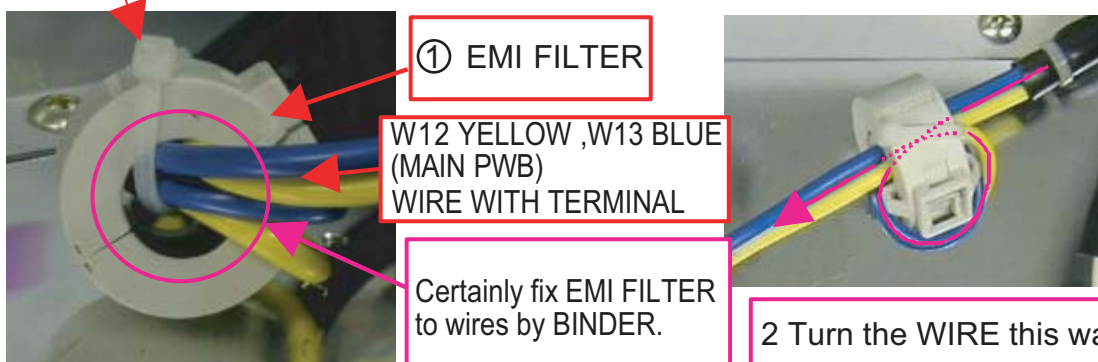 ① EMI FILTER
W12 YELLOW ,W13 BLUE
(MAIN PWB)
WIRE WITH TERMINAL
Certainly fix EMI FILTER
to wires by BINDER.
2 Turn the WIRE this